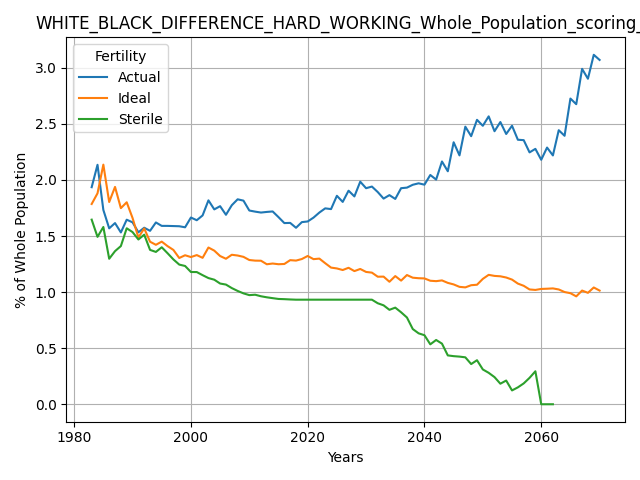 WHITE_BLACK_DIFFERENCE_HARD_WORKING_Whole_Population_scoring_
Fertility
Actual
Ideal
Sterile
% of Whole Population
3.0
2.5
2.0
1.5
1.0
0.5
0.0
1980 2000 2020 2040 2060
Years